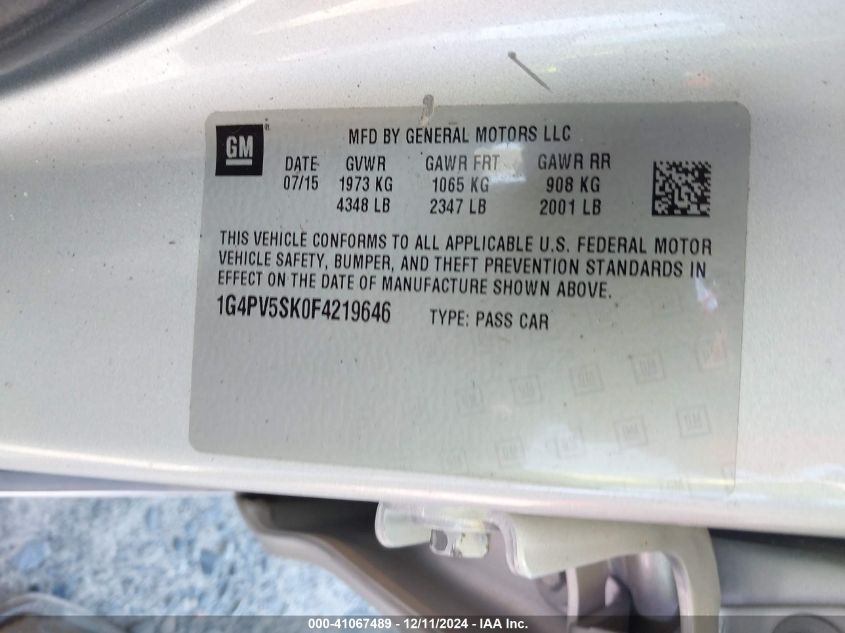 GM
MFD BY GENERAL MOTORS LLC
DATE GVWR GAWR FRT GAWR RR
07/15 1973 KG 1065 KG 908 KG
4348 LB 2347 LB 2001 LB
THIS VEHICLE CONFORMS TO ALL APPLICABLE U.S. FEDERAL MOTOR
VEHICLE SAFETY, BUMPER, AND THEFT PREVENTION STANDARDS IN
EFFECT ON THE DATE OF MANUFACTURE SHOWN ABOVE.
1G4PV5SK0F4219646 TYPE: PASS CAR
000-41067489 - 12/11/2024 - IAA Inc.